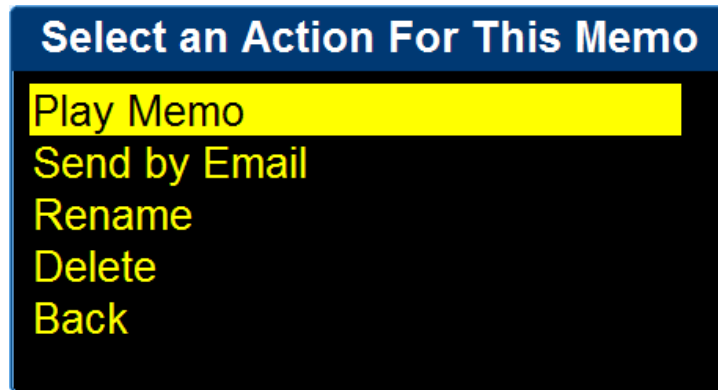 Select an Action For This Memo
Play Memo
Send by Email
Rename
Delete
Back